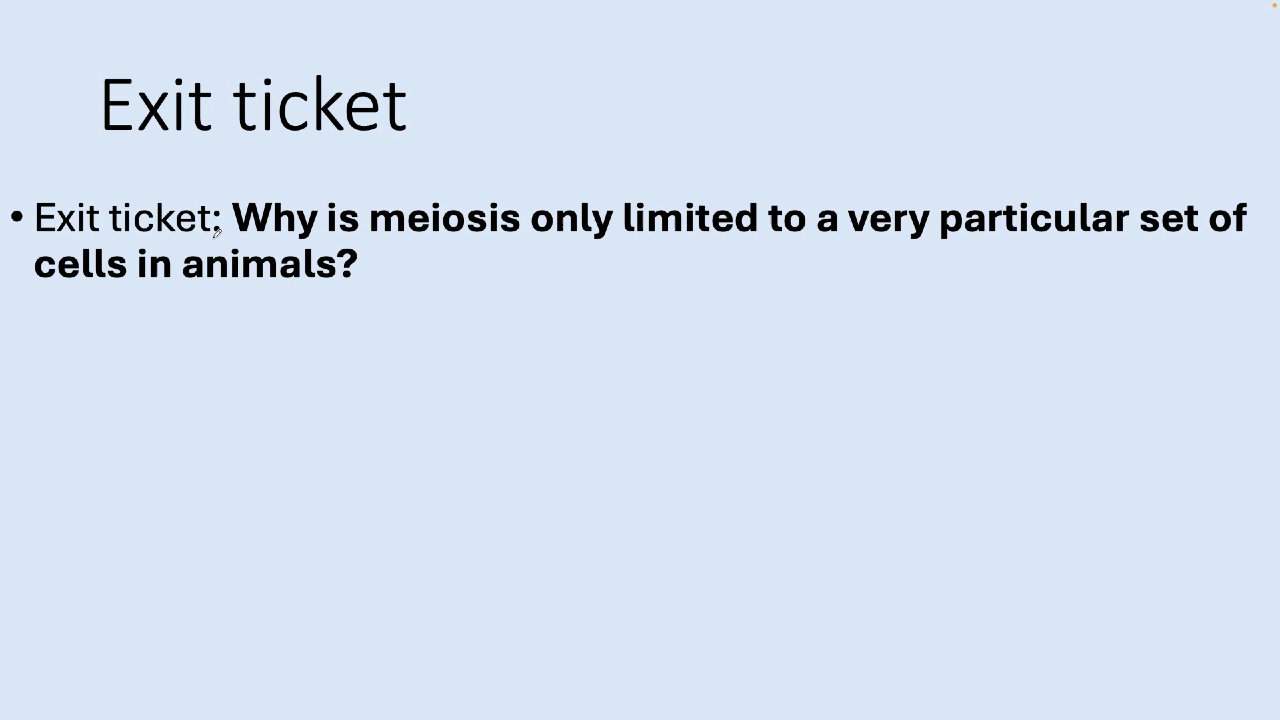 Exit ticket
• Exit ticket: Why is meiosis only limited to a very particular set of
cells in animals?